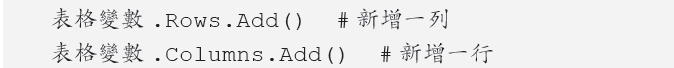 表格變數 .Rows.Add()  # 新增一列
表格變數 .Columns.Add()  # 新增一行